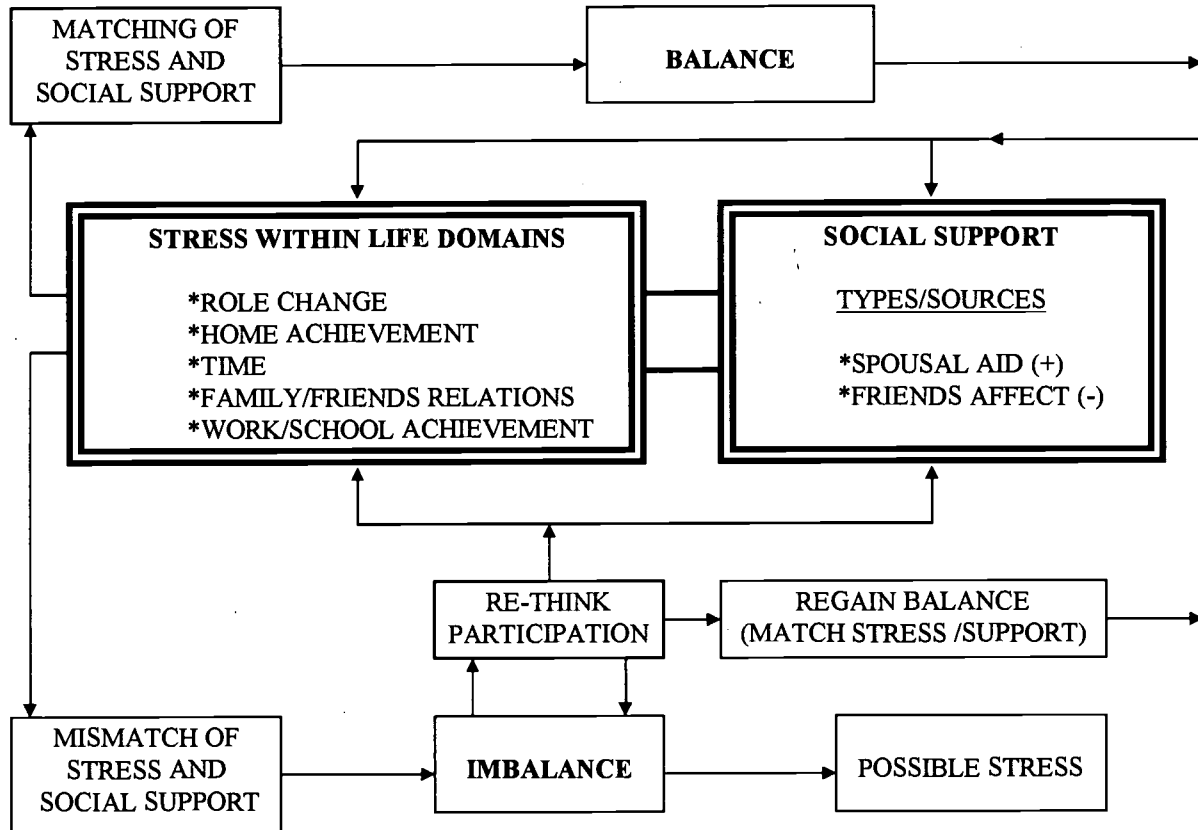 MATCHING OF
STRESS AND
SOCIAL SUPPORT
BALANCE
STRESS WITHIN LIFE DOMAINS
*ROLE CHANGE
*HOME ACHIEVEMENT
*TIME
*FAMILY/FRIENDS RELATIONS
*WORK/SCHOOL ACHIEVEMENT
SOCIAL SUPPORT
TYPES/SOURCES
*SPOUSAL AID (+)
*FRIENDS AFFECT (-)
RE-THINK
PARTICIPATION
REGAIN BALANCE
(MATCH STRESS /SUPPORT)
MISMATCH OF
STRESS AND
SOCIAL SUPPORT
IMBALANCE
POSSIBLE STRESS